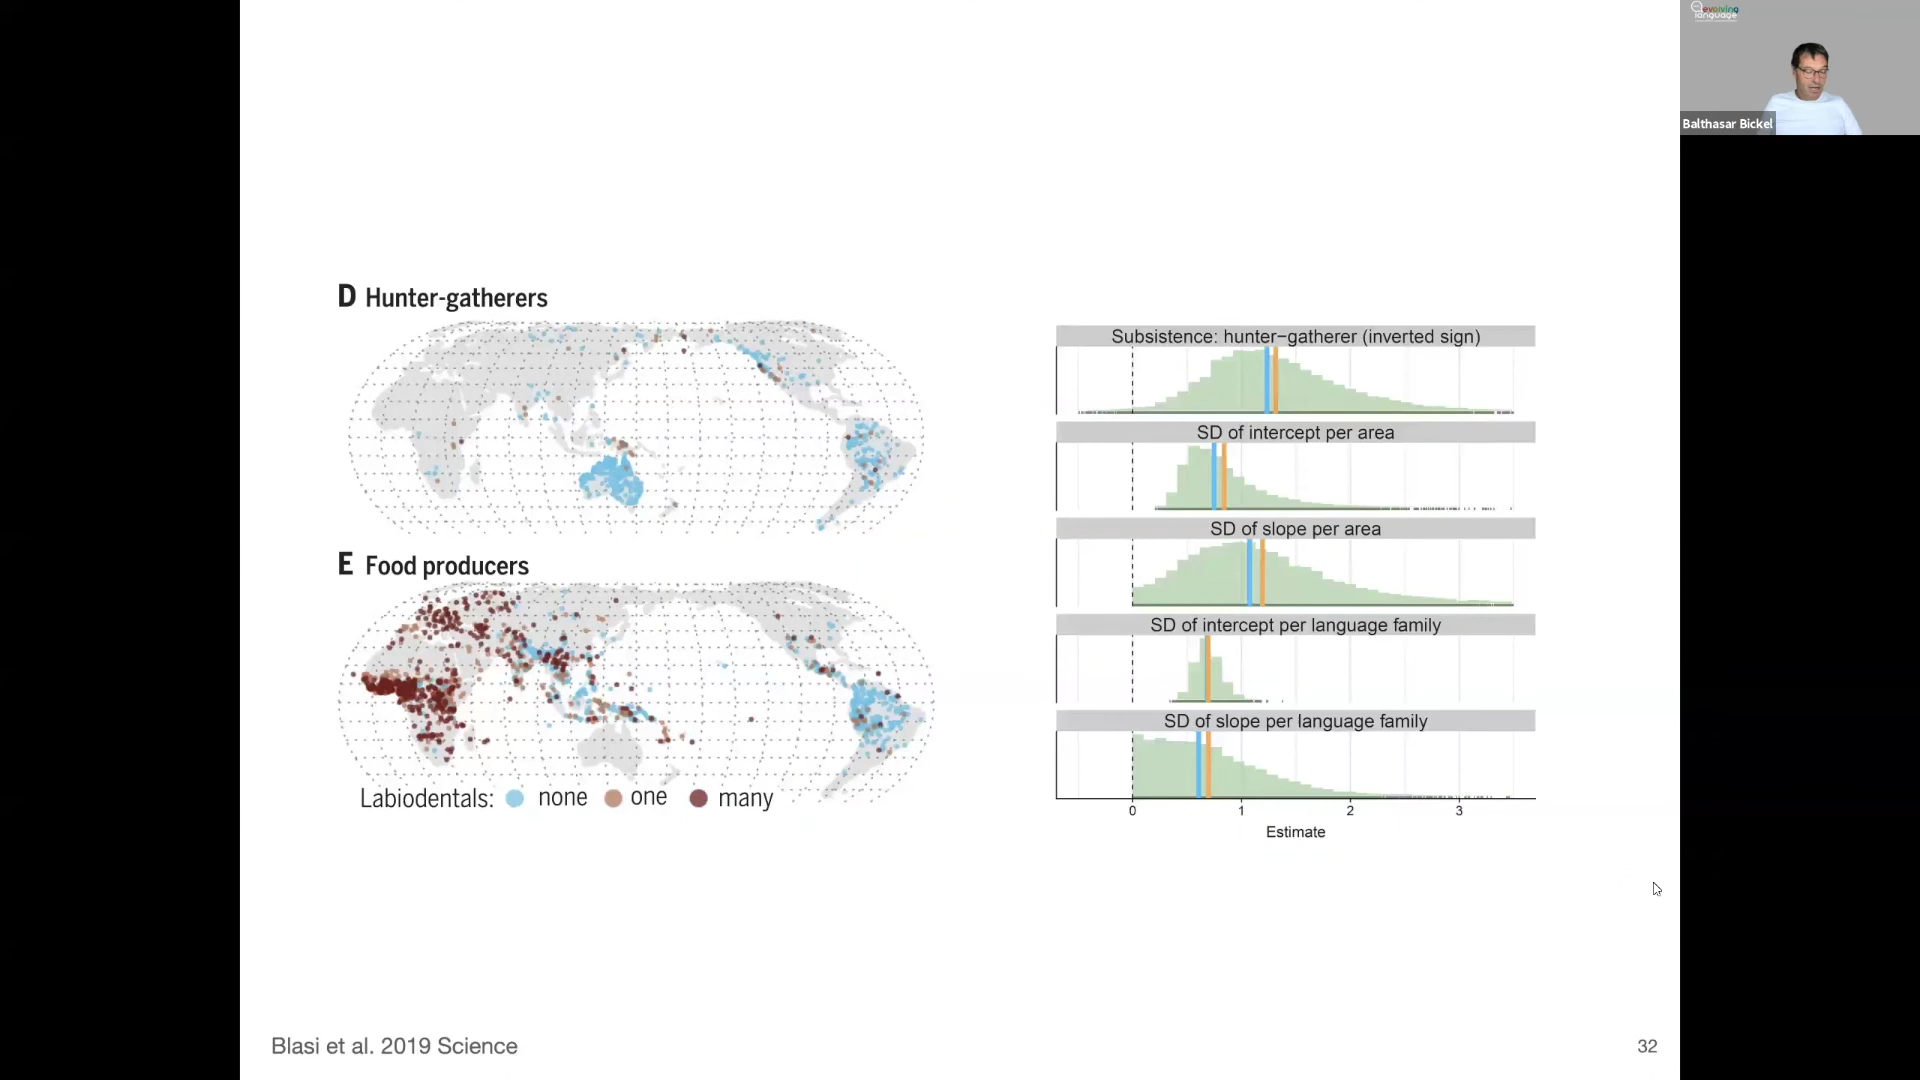 evolving
language
Balthasar Bickel
D Hunter-gatherers
E Food producers
Labiodentals: none one many
Subsistence: hunter−gatherer (inverted sign)
SD of intercept per area
SD of slope per area
SD of intercept per language family
SD of slope per language family
0 1 2 3
Estimate
Blasi et al. 2019 Science
32